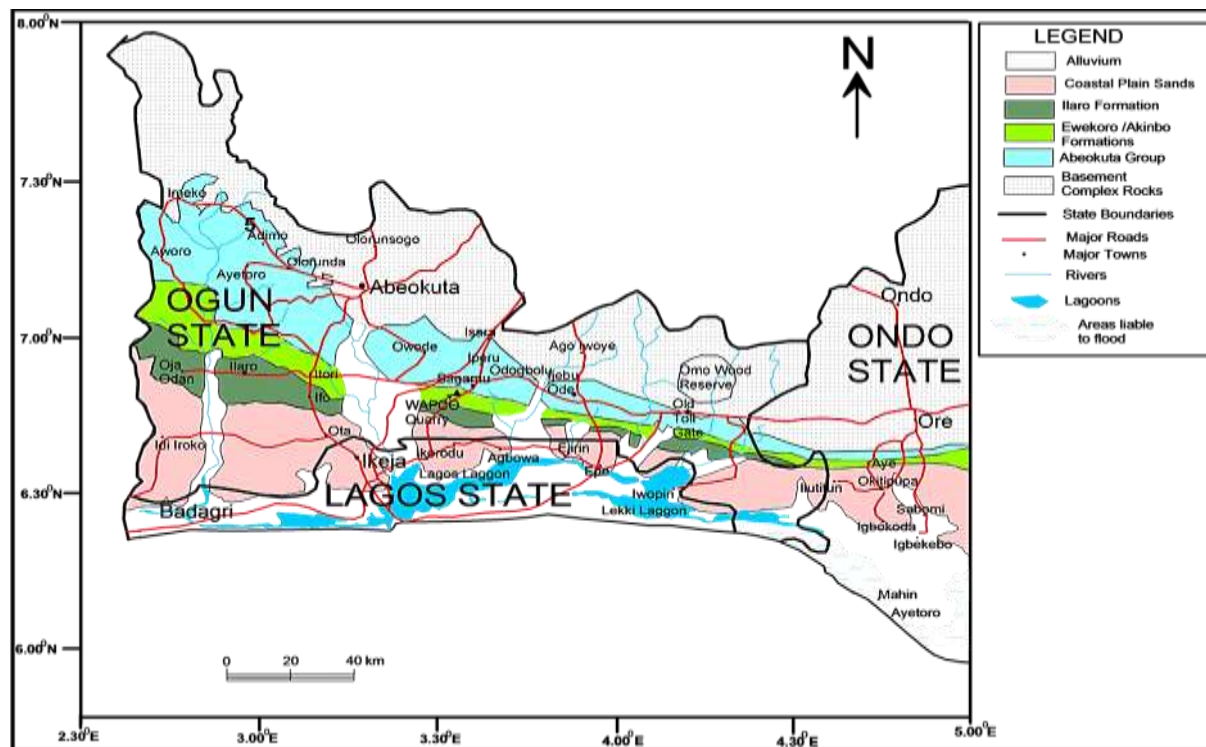 8.00°N
7.30°N
7.00°N
6.30°N
6.00°N
2.30°E
3.00°E
3.30°E
4.00°E
4.30°E
5.00°E
N
Imeko
5
Adimo
Aworo
Olorunsogo
Olorunda
Ayetoro
Abeokuta
OGUN
STATE
Ondo
ONDO
STATE
Isara
Owode
Iperu
Ago Iwoye
Odogbolu
Oja
Odan
Ilaro
Itori
Sagamu
Ijebu
Ode
Omo Wood
Reserve
Ifo
WAPCO
Quarry
Old
Toll
Gate
Ore
Ota
Idi Iroko
Ikeja
Ikorodu
Agbowa
Ejirin
Epe
Aye
Lagos Laggon
Okitipupa
LAGOS STATE
Iwopin
Ilutitun
Badagri
Lekki Laggon
Sabomi
Igbokoda
Igbekebo
Mahin
Ayetoro
0 20 40 km
LEGEND
Alluvium
Coastal Plain Sands
Ilaro Formation
Ewekoro /Akinbo
Formations
Abeokuta Group
Basement
Complex Rocks
State Boundaries
Major Roads
Major Towns
Rivers
Lagoons
Areas liable
to flood